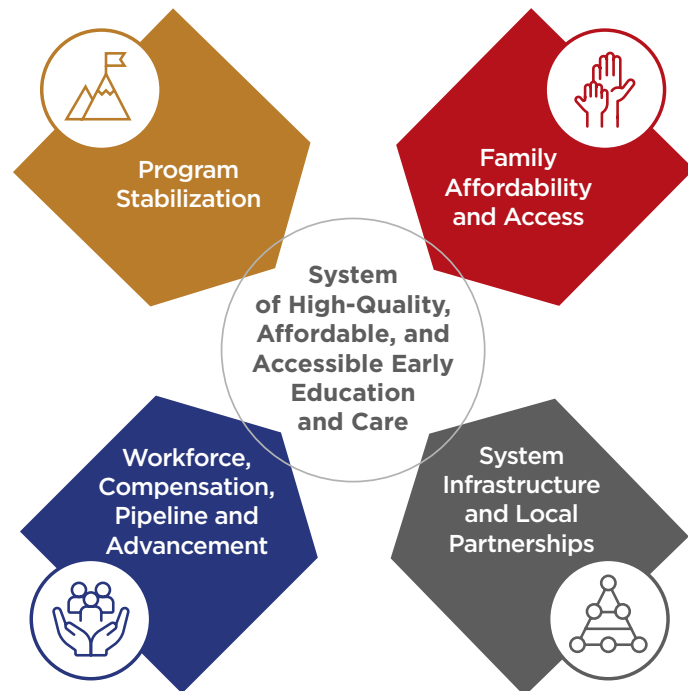 Program
Stabilization
Family
Affordability
and Access
System
of High-Quality,
Affordable, and
Accessible Early
Education
and Care
Workforce,
Compensation,
Pipeline and
Advancement
System
Infrastructure
and Local
Partnerships